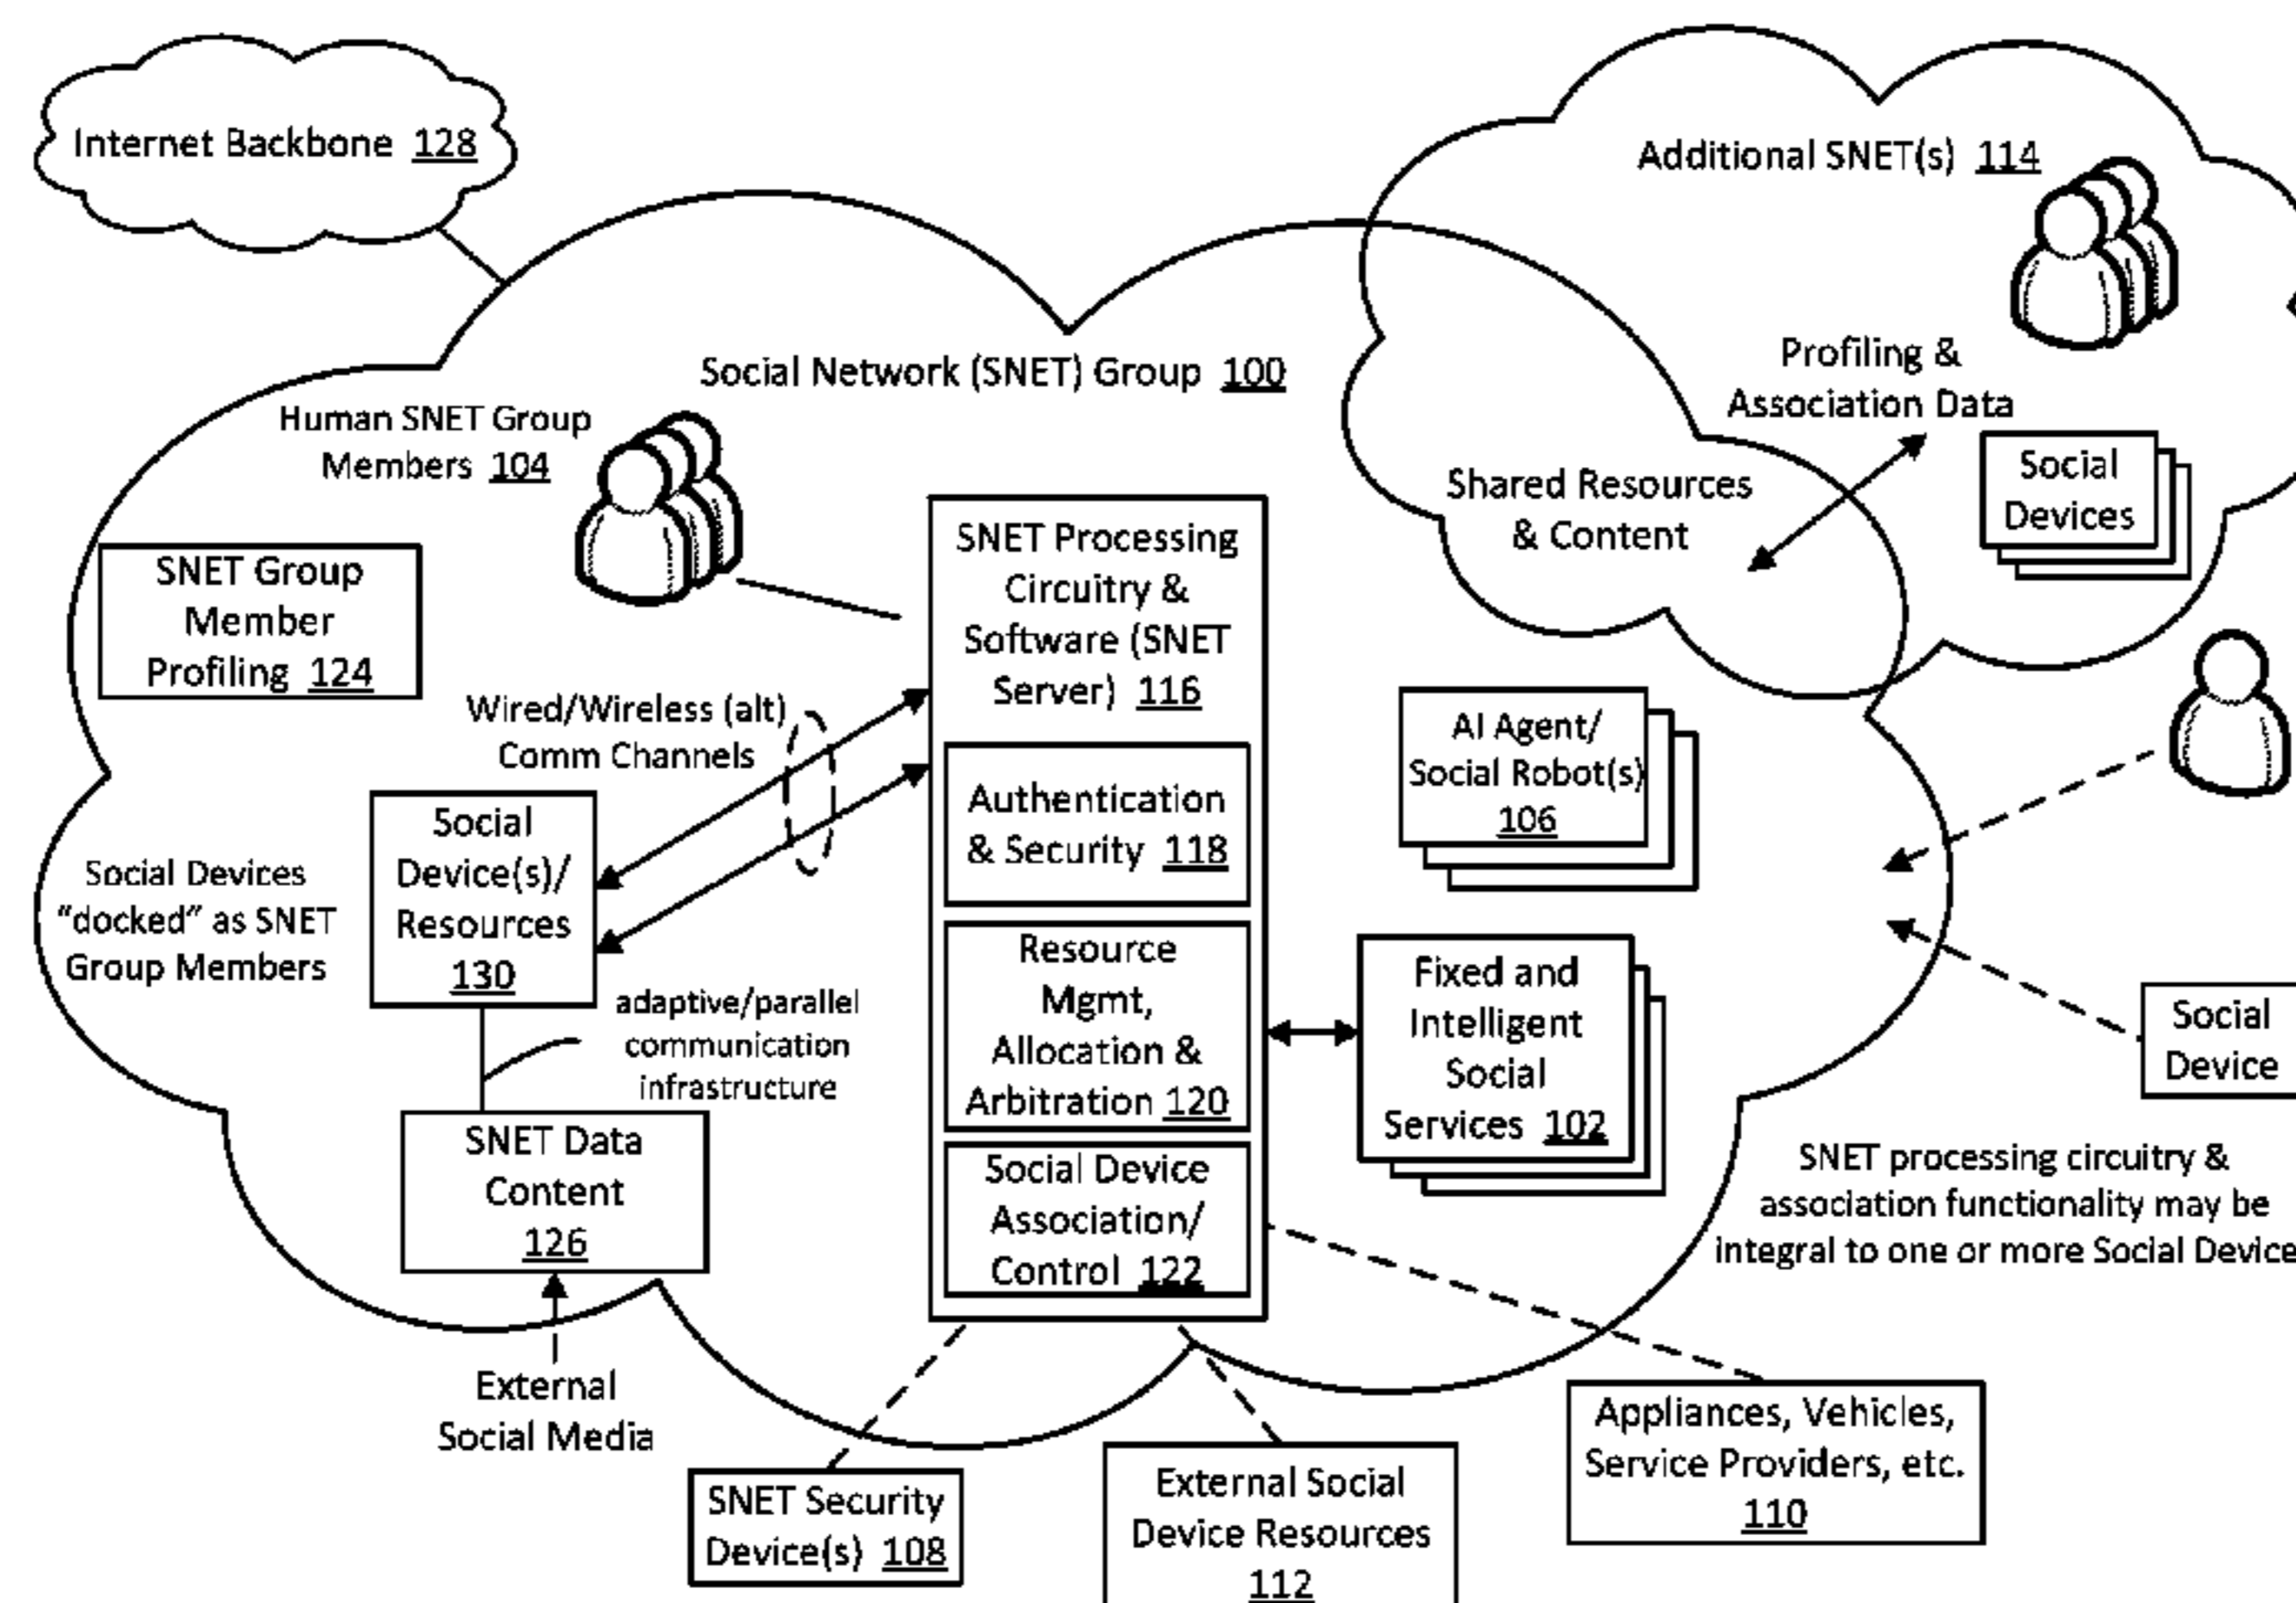 Internet Backbone 128
Additional SNET(s) 114
Social Network (SNET) Group 100
Human SNET Group
Members 104
Profiling &
Association Data
Shared Resources
& Content
Social
Devices
SNET Group
Member
Profiling 124
SNET Processing
Circuitry &
Software (SNET
Server) 116
Wired/Wireless (alt)
Comm Channels
AI Agent/
Social Robot(s)
106
Authentication
& Security 118
Social
Device(s)/
Resources
130
Social Devices
“docked” as SNET
Group Members
Resource
Mgmt,
Allocation &
Arbitration 120
Fixed and
Intelligent
Social
Services 102
adaptive/parallel
communication
infrastructure
Social
Device
SNET Data
Content
126
Social Device
Association/
Control 122
SNET processing circuitry &
association functionality may be
integral to one or more Social Device
External
Social Media
SNET Security
Device(s) 108
External Social
Device Resources
112
Appliances, Vehicles,
Service Providers, etc.
110